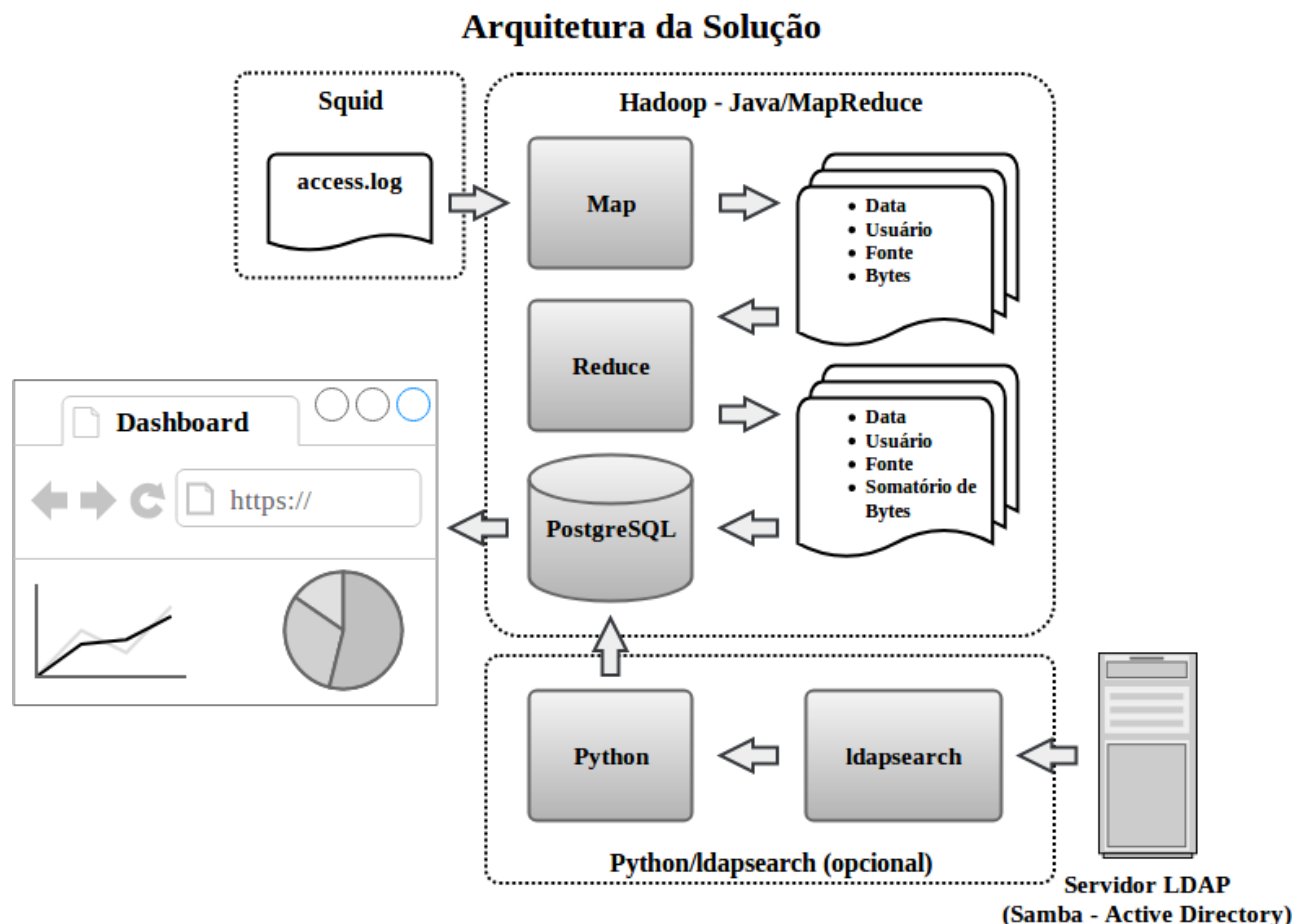 Arquitetura da Solução
Squid
access.log
Hadoop - Java/MapReduce
Map
• Data
• Usuário
• Fonte
• Bytes
Reduce
• Data
• Usuário
• Fonte
• Somatório de
Bytes
PostgreSQL
Dashboard
https://
Python
ldapsearch
Python/ldapsearch (opcional)
Servidor LDAP
(Samba - Active Directory)